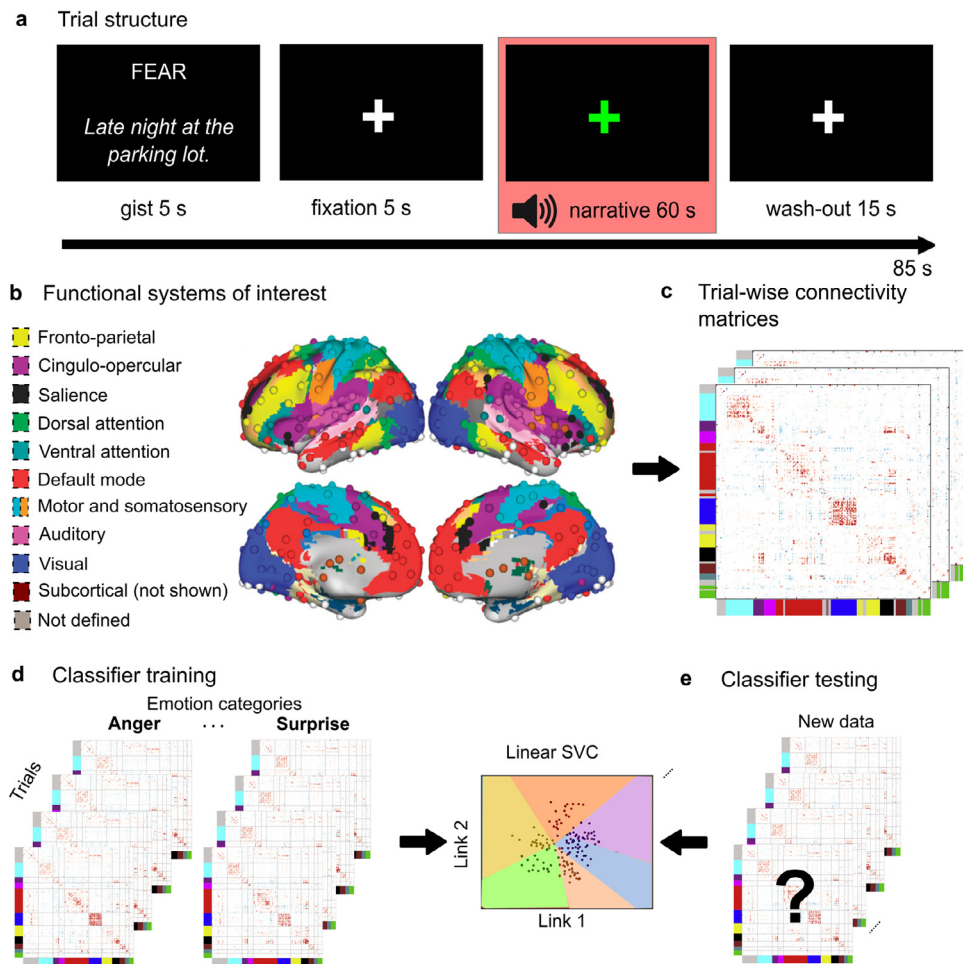 a Trial structure
FEAR
Late night at the
parking lot.
gist 5 s
fixation 5 s
narrative 60 s
wash-out 15 s
85 s
b Functional systems of interest
Fronto-parietal
Cingulo-opercular
Salience
Dorsal attention
Ventral attention
Default mode
Motor and somatosensory
Auditory
Visual
Subcortical (not shown)
Not defined
c Trial-wise connectivity
matrices
d Classifier training
Emotion categories
Anger ... Surprise
Trials
Linear SVC
Link 2
Link 1
e Classifier testing
New data
?